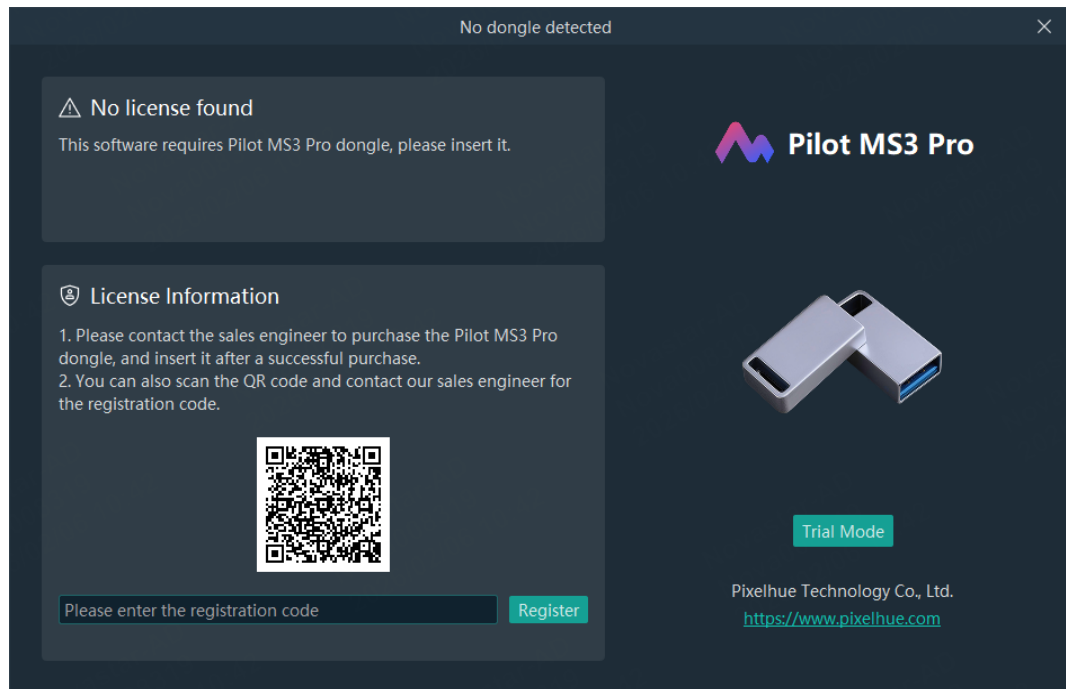 No dongle detected
No license found
This software requires Pilot MS3 Pro dongle, please insert it.
License Information
1. Please contact the sales engineer to purchase the Pilot MS3 Pro
dongle, and insert it after a successful purchase.
2. You can also scan the QR code and contact our sales engineer for
the registration code.
Please enter the registration code
Register
Pilot MS3 Pro
Trial Mode
Pixelhue Technology Co., Ltd.
https://www.pixelhue.com